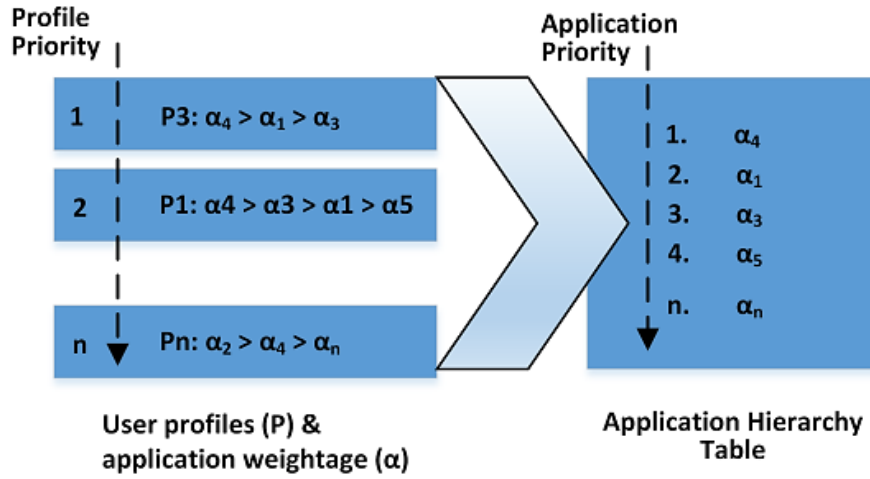 Profile
Priority
1 P3: α₄ > α₁ > α₃
2 P1: α4 > α3 > α1 > α5
n Pn: α₂ > α₄ > αₙ
User profiles (P) &
application weightage (α)
Application
Priority
1. α₄
2. α₁
3. α₃
4. α₅
n. αₙ
Application Hierarchy
Table